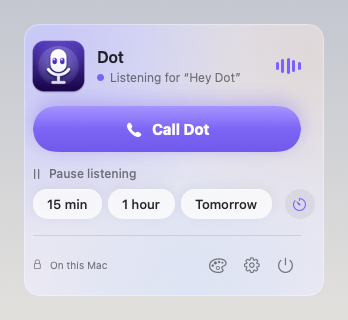 Dot
Listening for “Hey Dot”
Call Dot
Pause listening
15 min
1 hour
Tomorrow
On this Mac